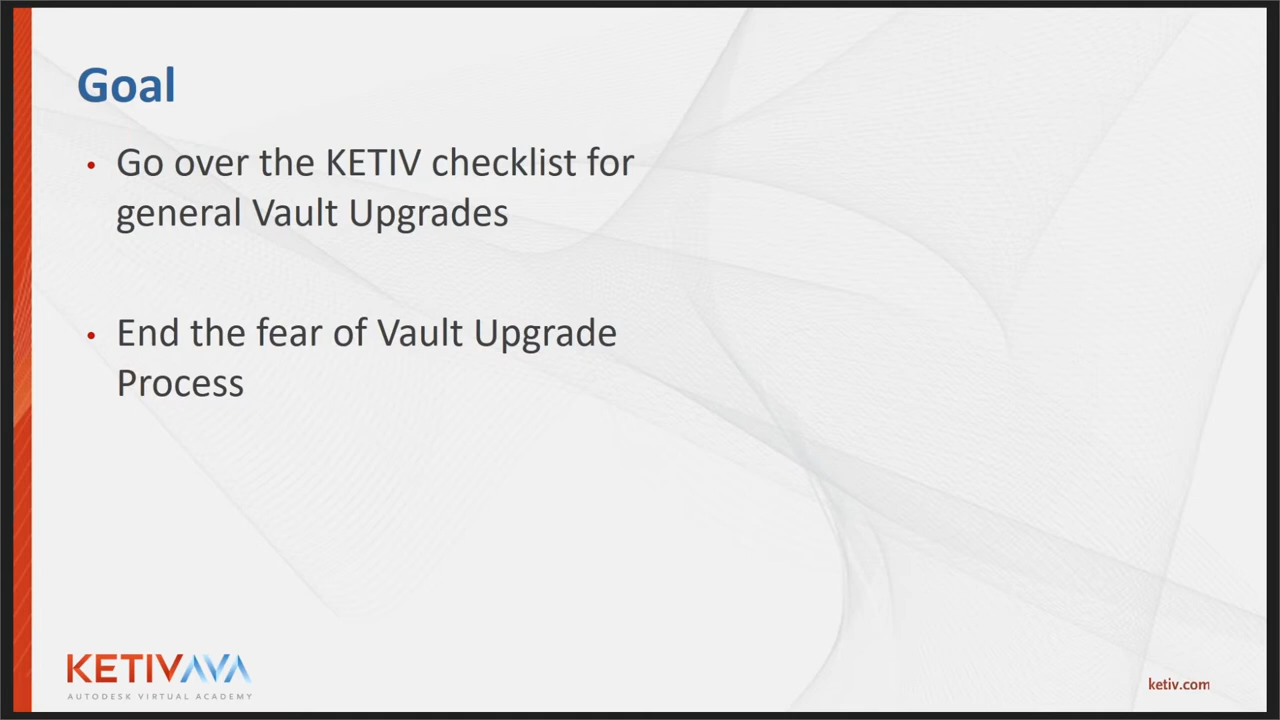 Goal
• Go over the KETIV checklist for
general Vault Upgrades
• End the fear of Vault Upgrade
Process
KETIVAVA
AUTODESK VIRTUAL ACADEMY
ketiv.com